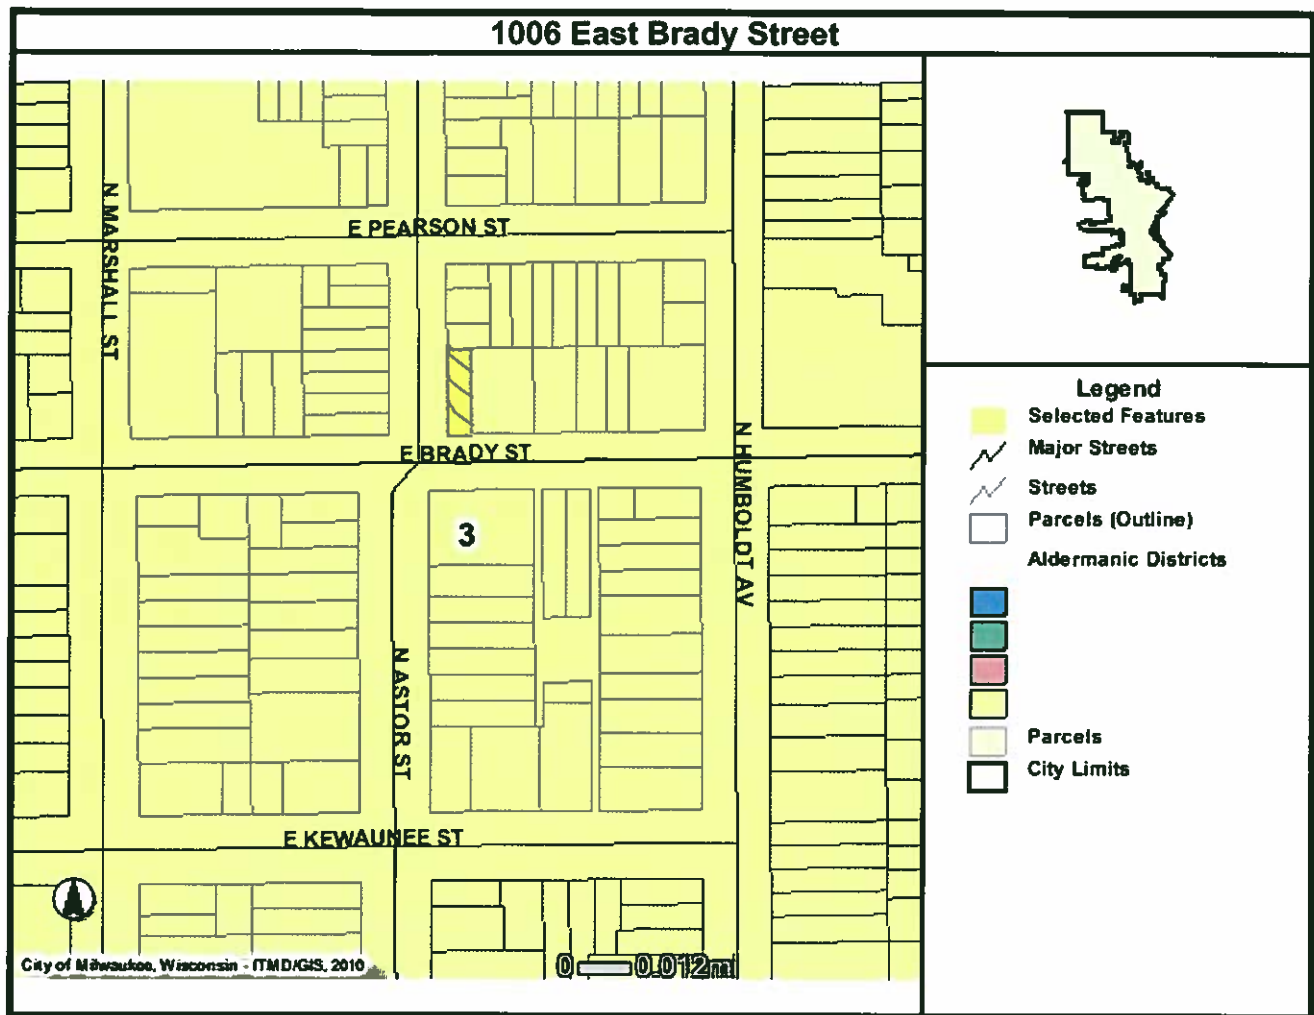 1006 East Brady Street
N MARSHALL ST
E PEARSON ST
E BRADY ST
N HUMBOLDT AV
3
N ASTOR ST
E KEWAUNEE ST
City of Milwaukee, Wisconsin - ITMD/GIS, 2010
0 0.012mi
Legend
Selected Features
Major Streets
Streets
Parcels (Outline)
Aldermanic Districts
Parcels
City Limits